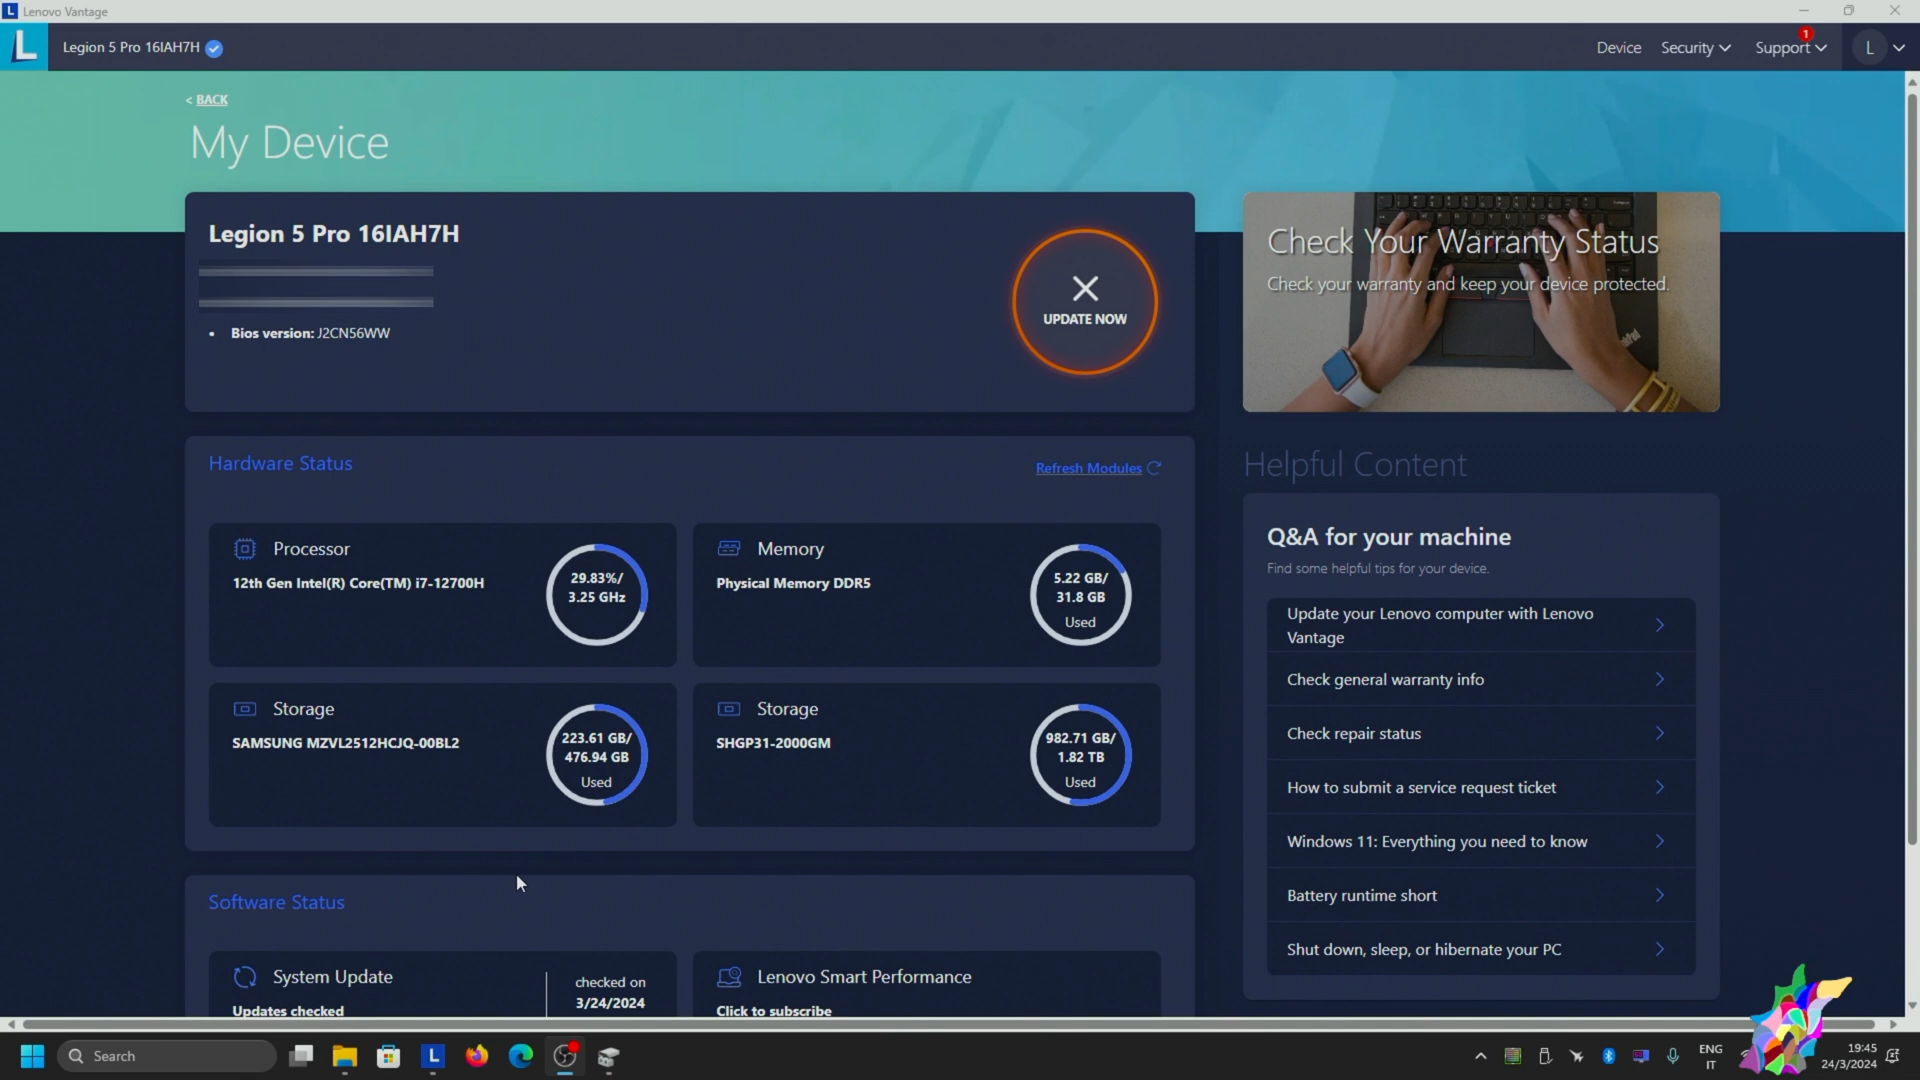 Lenovo Vantage
Legion 5 Pro 16IAH7H
Device
Security
Support
1
L
< BACK
My Device
Legion 5 Pro 16IAH7H
• Bios version: J2CN56WW
UPDATE NOW
Check Your Warranty Status
Check your warranty and keep your device protected.
Hardware Status
Refresh Modules
Processor
12th Gen Intel(R) Core(TM) i7-12700H
29.83%/
3.25 GHz
Memory
Physical Memory DDR5
5.22 GB/
31.8 GB
Used
Storage
SAMSUNG MZVL2512HCJQ-00BL2
223.61 GB/
476.94 GB
Used
Storage
SHGP31-2000GM
982.71 GB/
1.82 TB
Used
Software Status
System Update
Updates checked
checked on
3/24/2024
Lenovo Smart Performance
Click to subscribe
Helpful Content
Q&A for your machine
Find some helpful tips for your device.
Update your Lenovo computer with Lenovo
Vantage
Check general warranty info
Check repair status
How to submit a service request ticket
Windows 11: Everything you need to know
Battery runtime short
Shut down, sleep, or hibernate your PC
Search
ENG
IT
19:45
24/3/2024